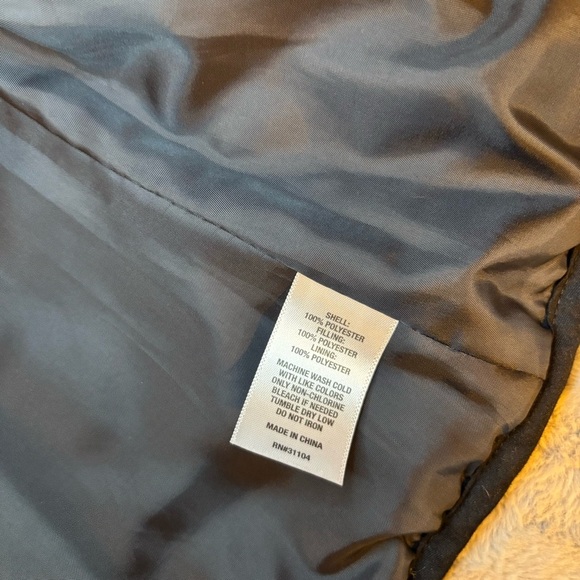 SHELL:
100% POLYESTER
FILLING:
100% POLYESTER
LINING:
100% POLYESTER
MACHINE WASH COLD
WITH LIKE COLORS
ONLY NON-CHLORINE
BLEACH IF NEEDED
TUMBLE DRY LOW
DO NOT IRON
MADE IN CHINA
RN#31104